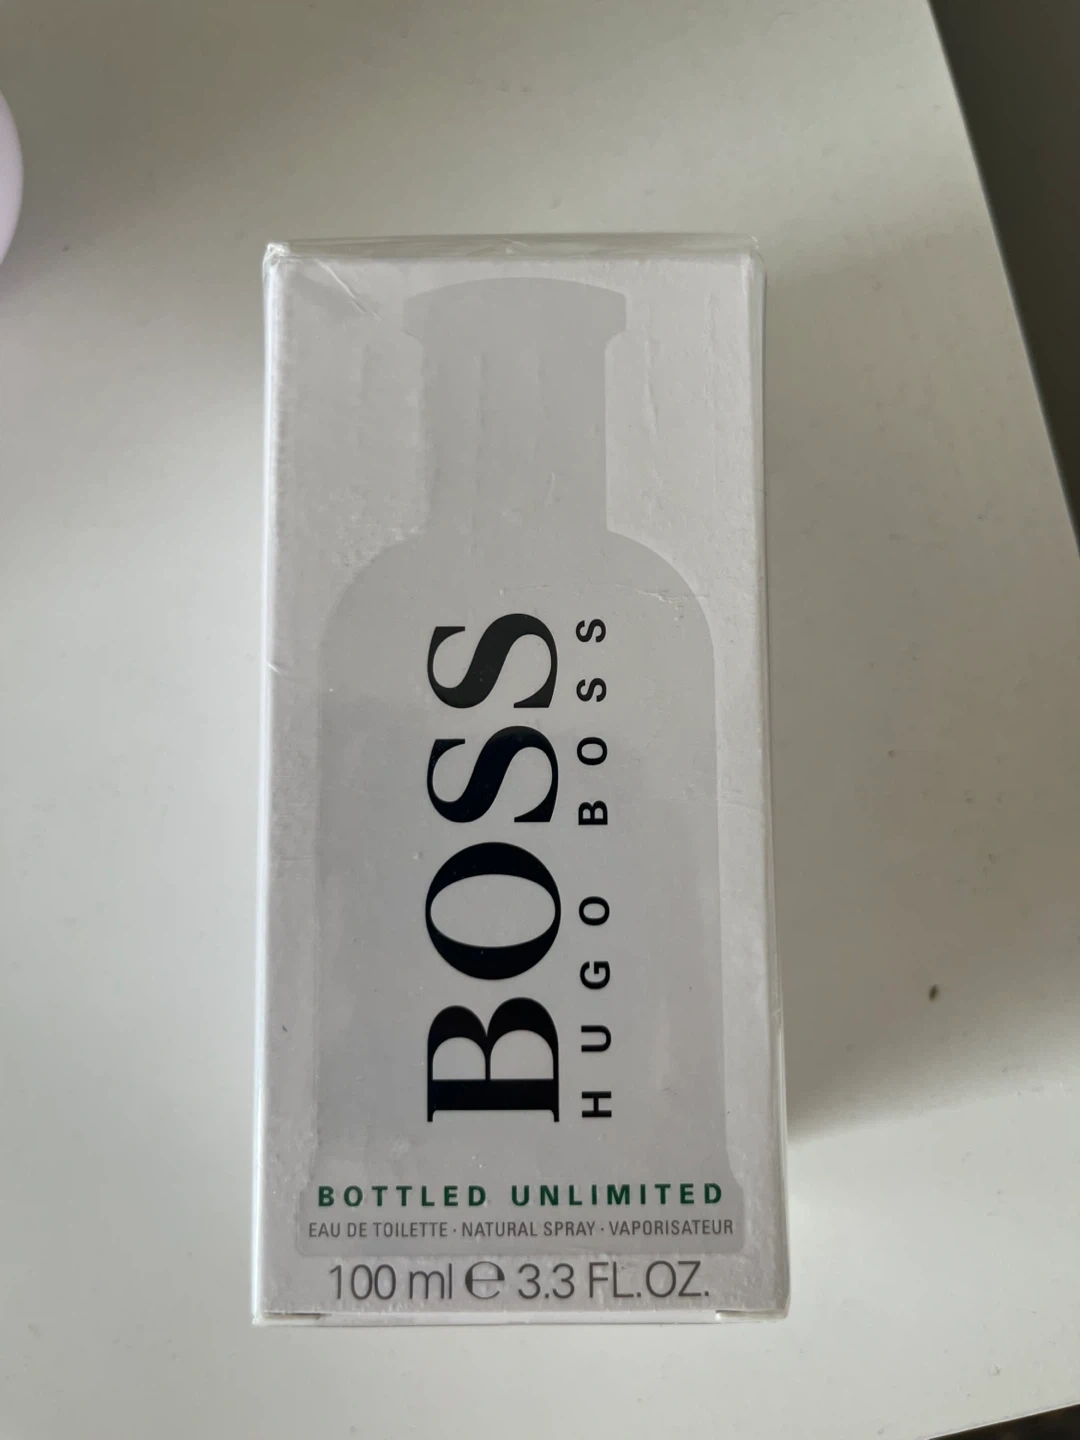 BOSS
HUGO BOSS
BOTTLED UNLIMITED
EAU DE TOILETTE · NATURAL SPRAY · VAPORISATEUR
100 ml ℮ 3.3 FL.OZ.